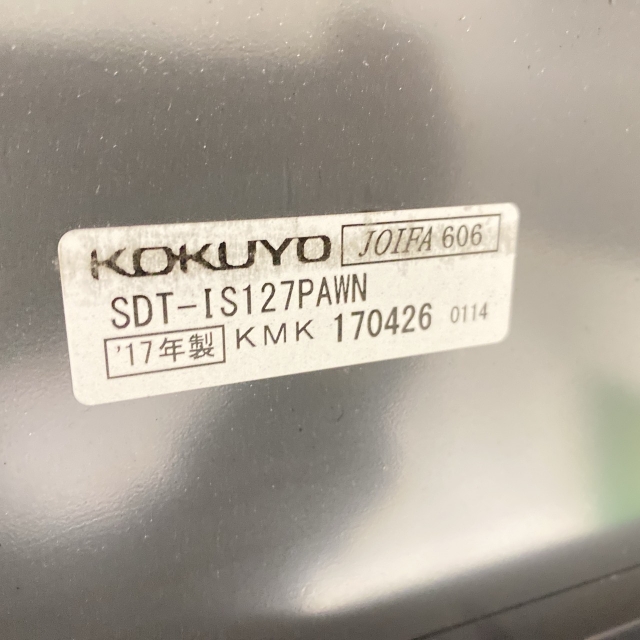 KOKUYO JOIFA 606
SDT-IS127PAWN
'17年製 KMK 170426 0114